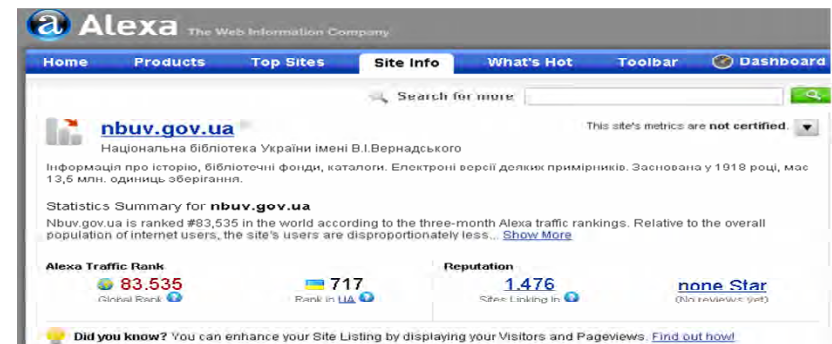 a Alexa The Web Information Company
Home Products Top Sites Site Info What's Hot Toolbar Dashboard
Search for more
nbuv.gov.ua This site's metrics are not certified.
Національна бібліотека України імені В.І.Вернадського
Інформація про історію, бібліотечні фонди, каталоги. Електроні версії деяких примірників. Заснована у 1918 році, має
13,5 млн. одиниць зберігання.
Statistics Summary for nbuv.gov.ua
Nbuv.gov.ua is ranked #83,535 in the world according to the three-month Alexa traffic rankings. Relative to the overall
population of internet users, the site's users are disproportionately less... Show More
Alexa Traffic Rank Reputation
83.535 717 1.476 none Star
Global Rank Rank in UA Sites Linking In (No reviews yet)
Did you know? You can enhance your Site Listing by displaying your Visitors and Pageviews. Find out how!